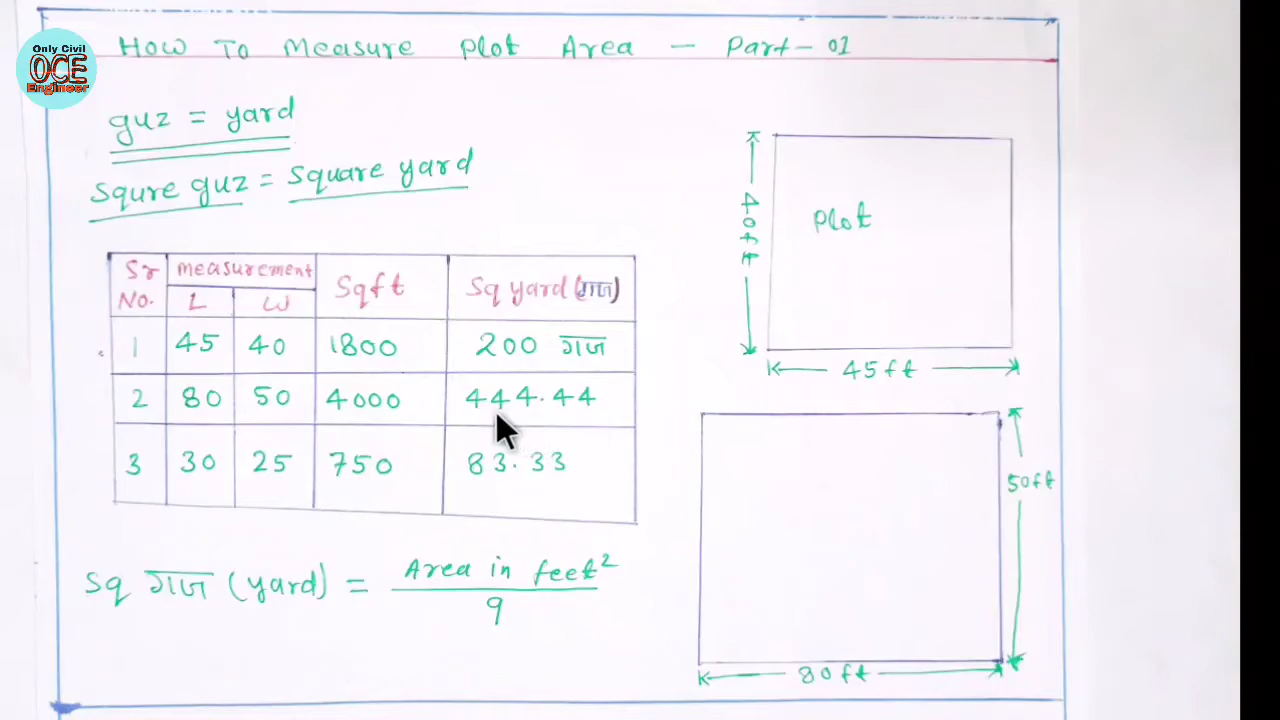 Only Civil
OCE
Engineer
How To Measure Plot Area - Part-01
guz = yard
Squre guz = Square yard
Sr No. measurement L W Sqft Sq yard (गज)
1 45 40 1800 200 गज
2 80 50 4000 444.44
3 30 25 750 83.33
Sq गज (yard) = Area in feet² / 9
Plot
40ft
45ft
50ft
80ft